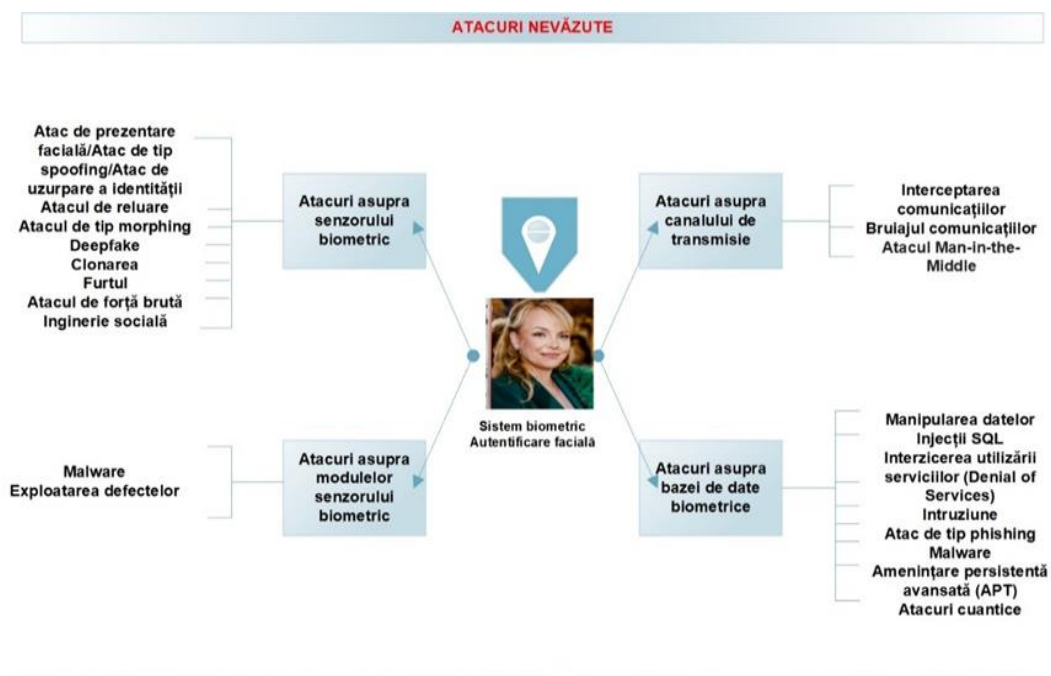 ATACURI NEVĂZUTE
Atac de prezentare
facială/Atac de tip
spoofing/Atac de
uzurpare a identității
Atacul de reluare
Atacul de tip morphing
Deepfake
Clonarea
Furtul
Atacul de forță brută
Inginerie socială
Atacuri asupra
senzorului
biometric
Atacuri asupra
canalului de
transmisie
Interceptarea
comunicațiilor
Bruiajul comunicațiilor
Atacul Man-in-the-
Middle
Sistem biometric
Autentificare facială
Malware
Exploatarea defectelor
Atacuri asupra
modulelor
senzorului
biometric
Atacuri asupra
bazei de date
biometrice
Manipularea datelor
Injecții SQL
Interzicerea utilizării
serviciilor (Denial of
Services)
Intruziune
Atac de tip phishing
Malware
Amenințare persistentă
avansată (APT)
Atacuri cuantice